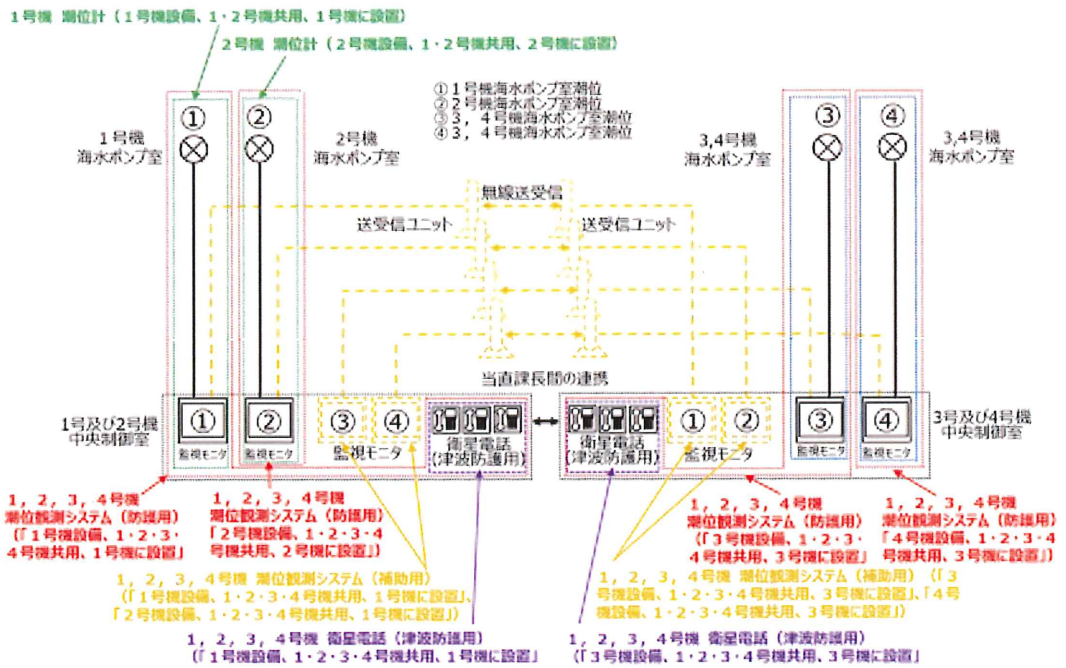 1号機 潮位計（1号機設備、1・2号機共用、1号機に設置）
2号機 潮位計（2号機設備、1・2号機共用、2号機に設置）
①1号機海水ポンプ室潮位
②2号機海水ポンプ室潮位
③3，4号機海水ポンプ室潮位
④3，4号機海水ポンプ室潮位
①
②
③
④
1号機
海水ポンプ室
2号機
海水ポンプ室
3,4号機
海水ポンプ室
3,4号機
海水ポンプ室
無線送受信
送受信ユニット
送受信ユニット
当直課長間の連携
1号及び2号機
中央制御室
①
監視モニタ
②
監視モニタ
③
④
監視モニタ
衛星電話
(津波防護用)
衛星電話
(津波防護用)
①
②
監視モニタ
③
監視モニタ
④
監視モニタ
3号及び4号機
中央制御室
1，2，3，4号機
潮位観測システム（防護用）
（「1号機設備、1・2・3・
4号機共用、1号機に設置」
1，2，3，4号機
潮位観測システム（防護用）
「2号機設備、1・2・3・4
号機共用、2号機に設置」）
1，2，3，4号機
潮位観測システム（防護用）
（「3号機設備、1・2・3・
4号機共用、3号機に設置」
1，2，3，4号機
潮位観測システム（防護用）
「4号機設備、1・2・3・4
号機共用、3号機に設置」）
1，2，3，4号機 潮位観測システム（補助用）
（「1号機設備、1・2・3・4号機共用、1号機に設置」、
「2号機設備、1・2・3・4号機共用、1号機に設置」）
1，2，3，4号機 潮位観測システム（補助用）（「3
号機設備、1・2・3・4号機共用、3号機に設置」、「4号
機設備、1・2・3・4号機共用、3号機に設置」）
1，2，3，4号機 衛星電話（津波防護用）
（「1号機設備、1・2・3・4号機共用、1号機に設置」
1，2，3，4号機 衛星電話（津波防護用）
（「3号機設備、1・2・3・4号機共用、3号機に設置」